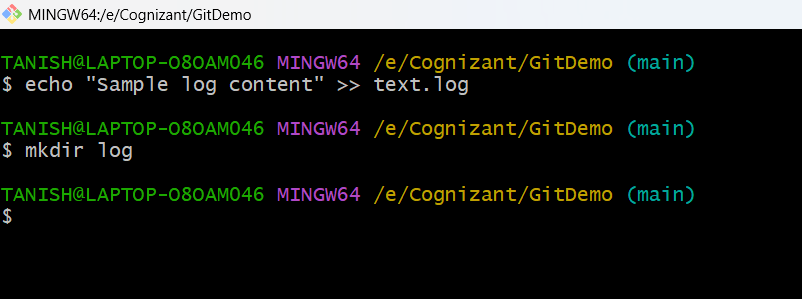 MINGW64:/e/Cognizant/GitDemo
TANISH@LAPTOP-O8OAM046 MINGW64 /e/Cognizant/GitDemo (main)
$ echo "Sample log content" >> text.log
TANISH@LAPTOP-O8OAM046 MINGW64 /e/Cognizant/GitDemo (main)
$ mkdir log
TANISH@LAPTOP-O8OAM046 MINGW64 /e/Cognizant/GitDemo (main)
$